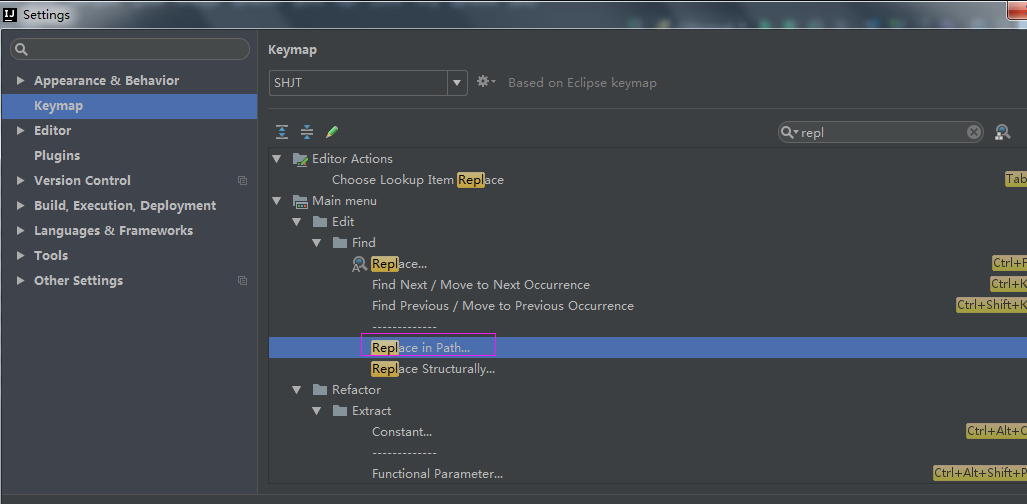 IJ Settings
Appearance & Behavior
Keymap
Editor
Plugins
Version Control
Build, Execution, Deployment
Languages & Frameworks
Tools
Other Settings
Keymap
SHJT Based on Eclipse keymap
repl
Editor Actions
Choose Lookup Item Replace Tab
Main menu
Edit
Find
Replace... Ctrl+F
Find Next / Move to Next Occurrence Ctrl+K
Find Previous / Move to Previous Occurrence Ctrl+Shift+K
-------------
Replace in Path...
Replace Structurally...
Refactor
Extract
Constant... Ctrl+Alt+C
-------------
Functional Parameter... Ctrl+Alt+Shift+P